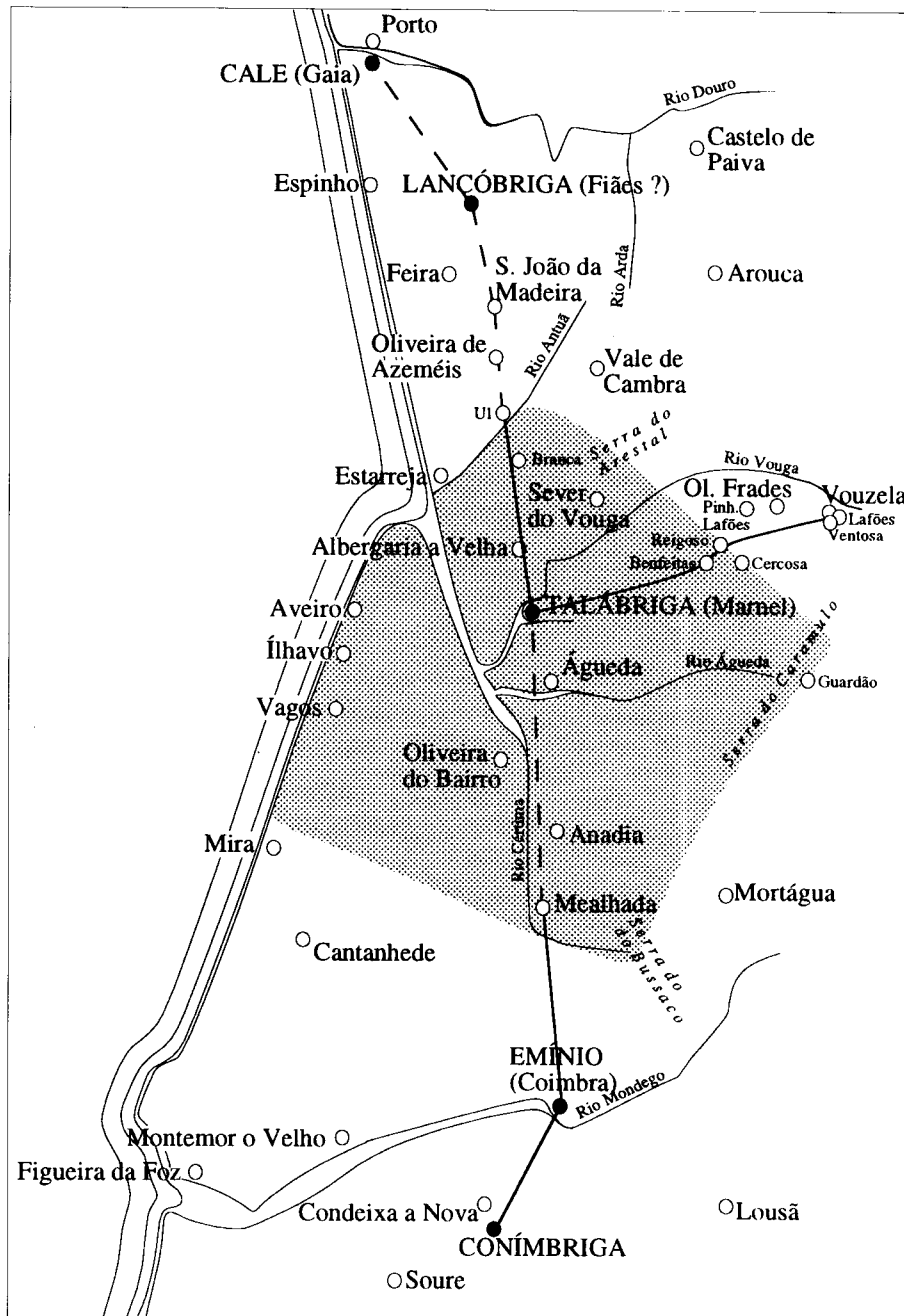 Porto
CALE (Gaia)
Rio Douro
Castelo de
Paiva
Espinho
LANCÓBRIGA (Fiães ?)
Rio Arda
Feira
S. João da
Madeira
Arouca
Rio Antuã
Oliveira de
Azeméis
Vale de
Cambra
Ul
Serra do
Arestal
Branca
Estarreja
Sever
do Vouga
Rio Vouga
Ol. Frades
Vouzela
Pinh.
Lafões
Lafões
Ventosa
Reigoso
Albergaria a Velha
Benfeitas
Cercosa
Aveiro
TALÁBRIGA (Marnel)
Ílhavo
Rio Águeda
Águeda
Guardão
Serra do Caramulo
Vagos
Oliveira
do Bairro
Rio Cértima
Anadia
Mira
Mealhada
Mortágua
Serra do
Bussaco
Cantanhede
EMÍNIO
(Coimbra)
Rio Mondego
Montemor o Velho
Figueira da Foz
Condeixa a Nova
Lousã
CONÍMBRIGA
Soure